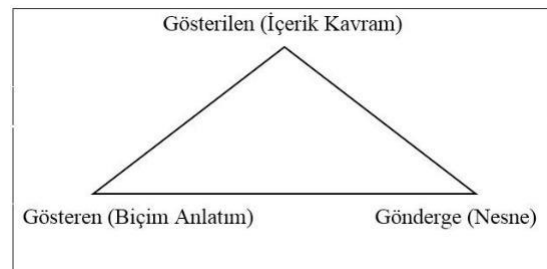 Gösterilen (İçerik Kavram)
Gösteren (Biçim Anlatım)
Gönderge (Nesne)